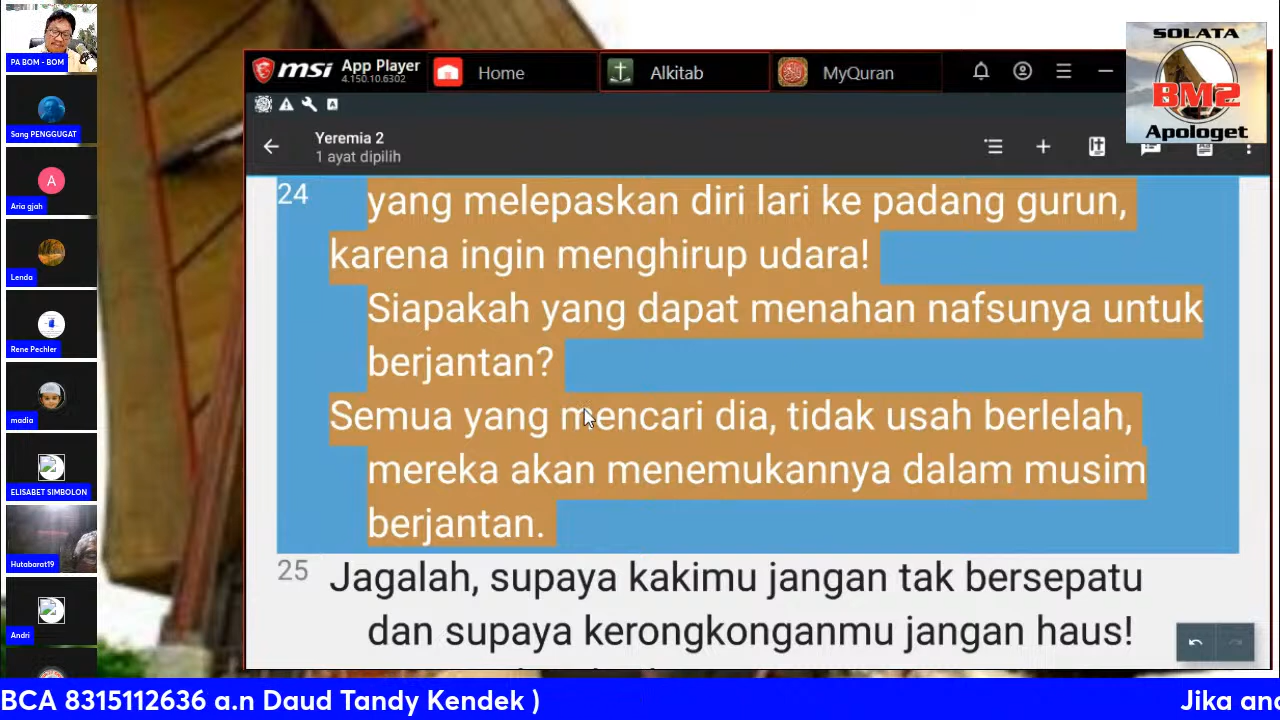 PA BOM - BOM
Sang PENGGUGAT
A
Aria gjah
Lenda
Rene Pechler
madia
ELISABET SIMBOLON
Hutabarat19
Andri
msi App Player
4.150.10.6302
Home
Alkitab
MyQuran
SOLATA
BM2
Apologet
A
Yeremia 2
1 ayat dipilih
24 yang melepaskan diri lari ke padang gurun,
karena ingin menghirup udara!
Siapakah yang dapat menahan nafsunya untuk
berjantan?
Semua yang mencari dia, tidak usah berlelah,
mereka akan menemukannya dalam musim
berjantan.
25 Jagalah, supaya kakimu jangan tak bersepatu
dan supaya kerongkonganmu jangan haus!
BCA 8315112636 a.n Daud Tandy Kendek )
Jika